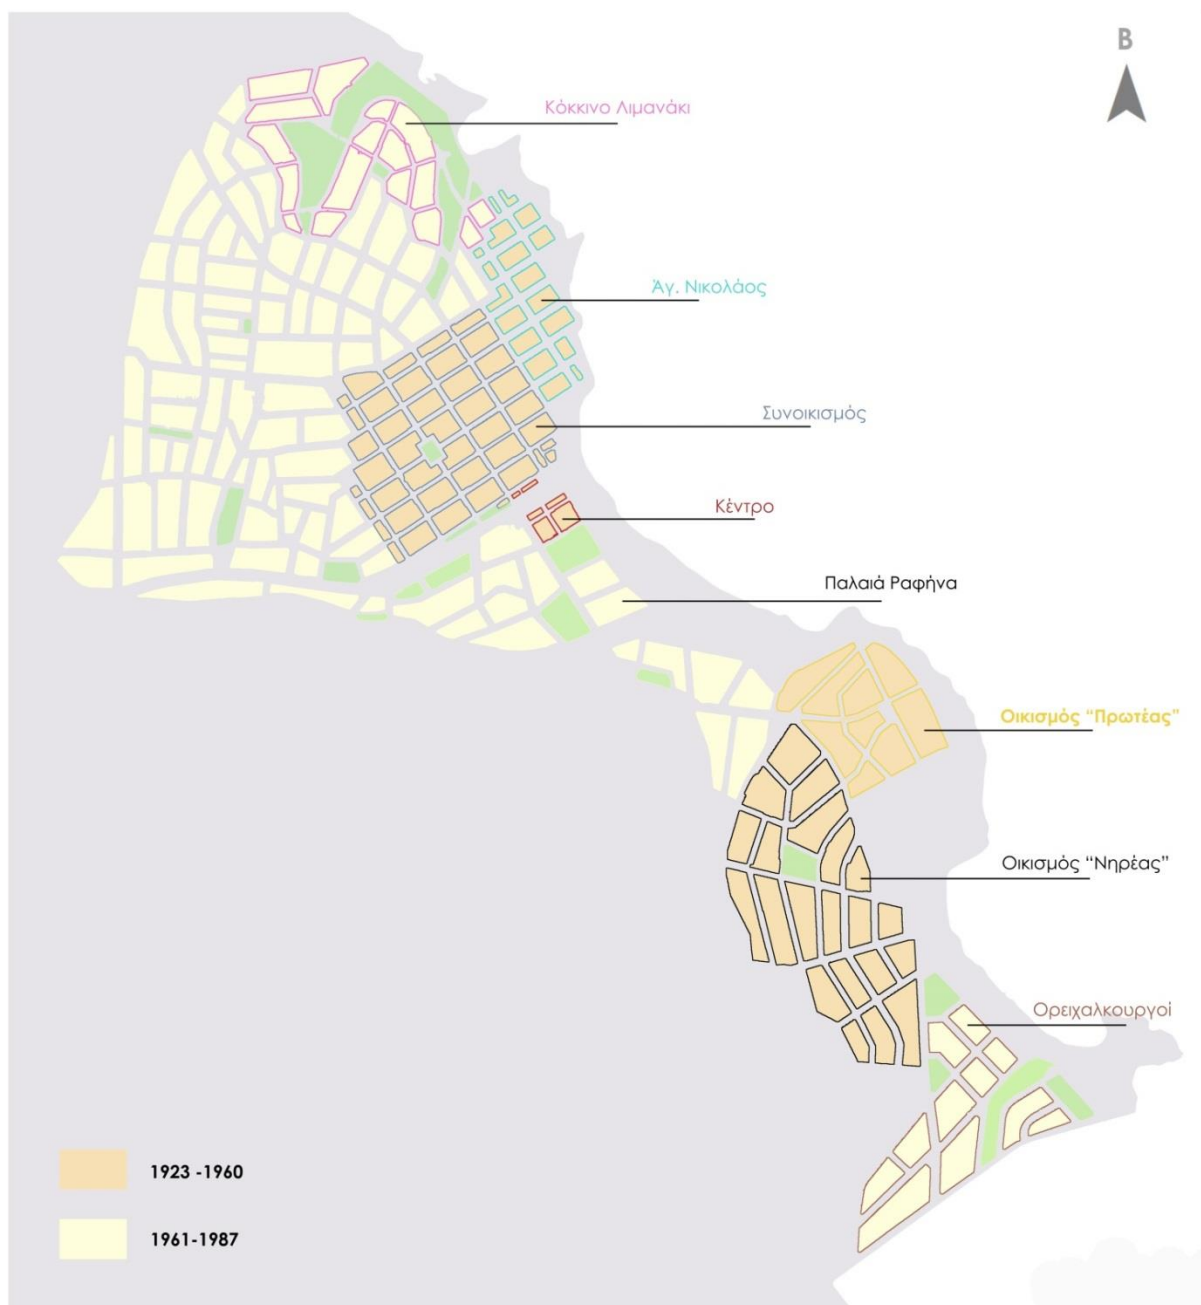 Β
Κόκκινο Λιμανάκι
Άγ. Νικολάος
Συνοικισμός
Κέντρο
Παλαιά Ραφήνα
Οικισμός “Πρωτέας”
Οικισμός “Νηρέας”
Ορειχαλκουργοί
1923 -1960
1961-1987